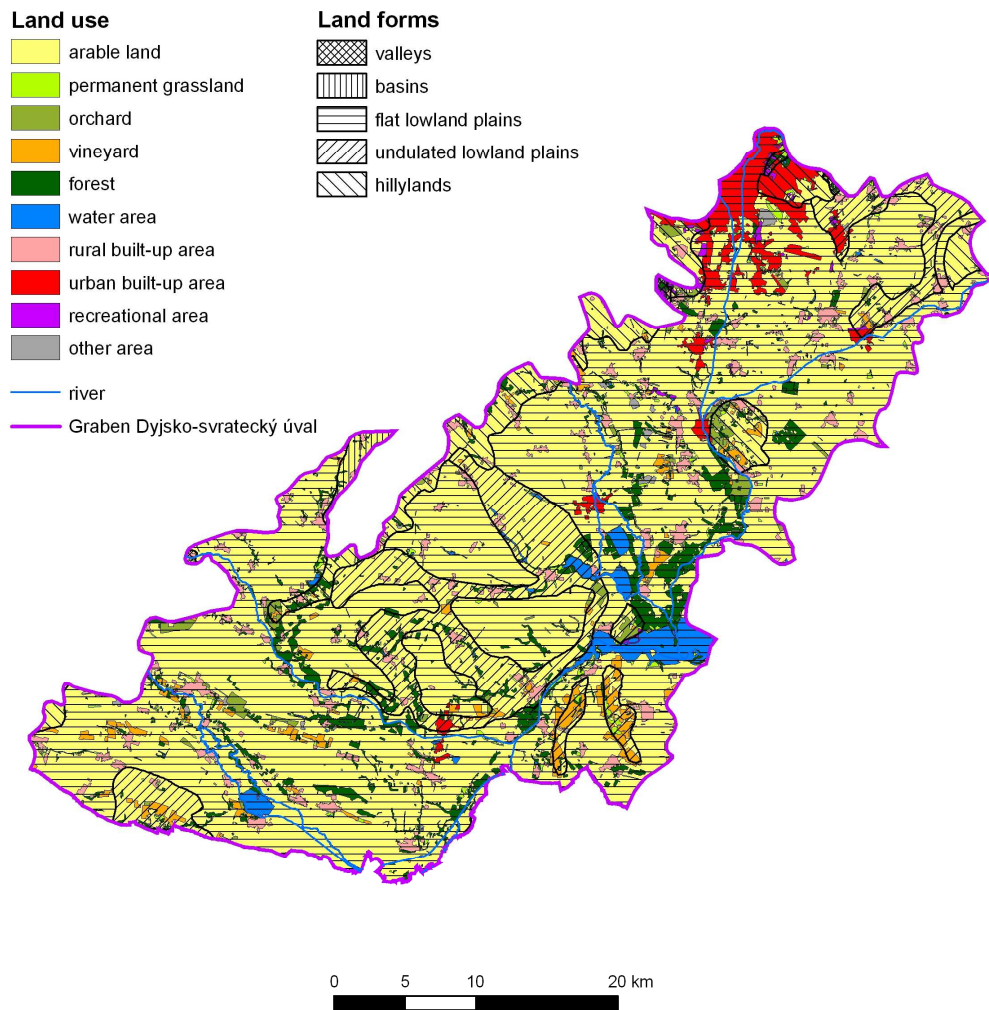 Land use
arable land
permanent grassland
orchard
vineyard
forest
water area
rural built-up area
urban built-up area
recreational area
other area
river
Graben Dyjsko-svratecký úval
Land forms
valleys
basins
flat lowland plains
undulated lowland plains
hillylands
0 5 10 20 km